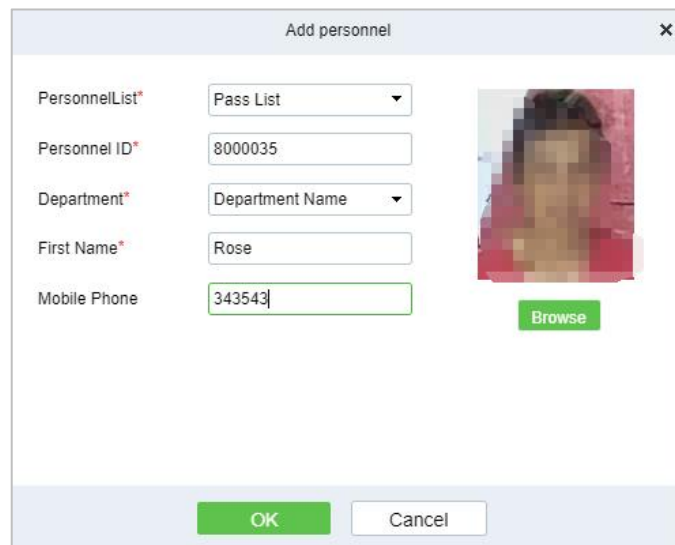 Add personnel ×
PersonnelList* Pass List
Personnel ID* 8000035
Department* Department Name
First Name* Rose
Mobile Phone 343543
Browse
OK Cancel